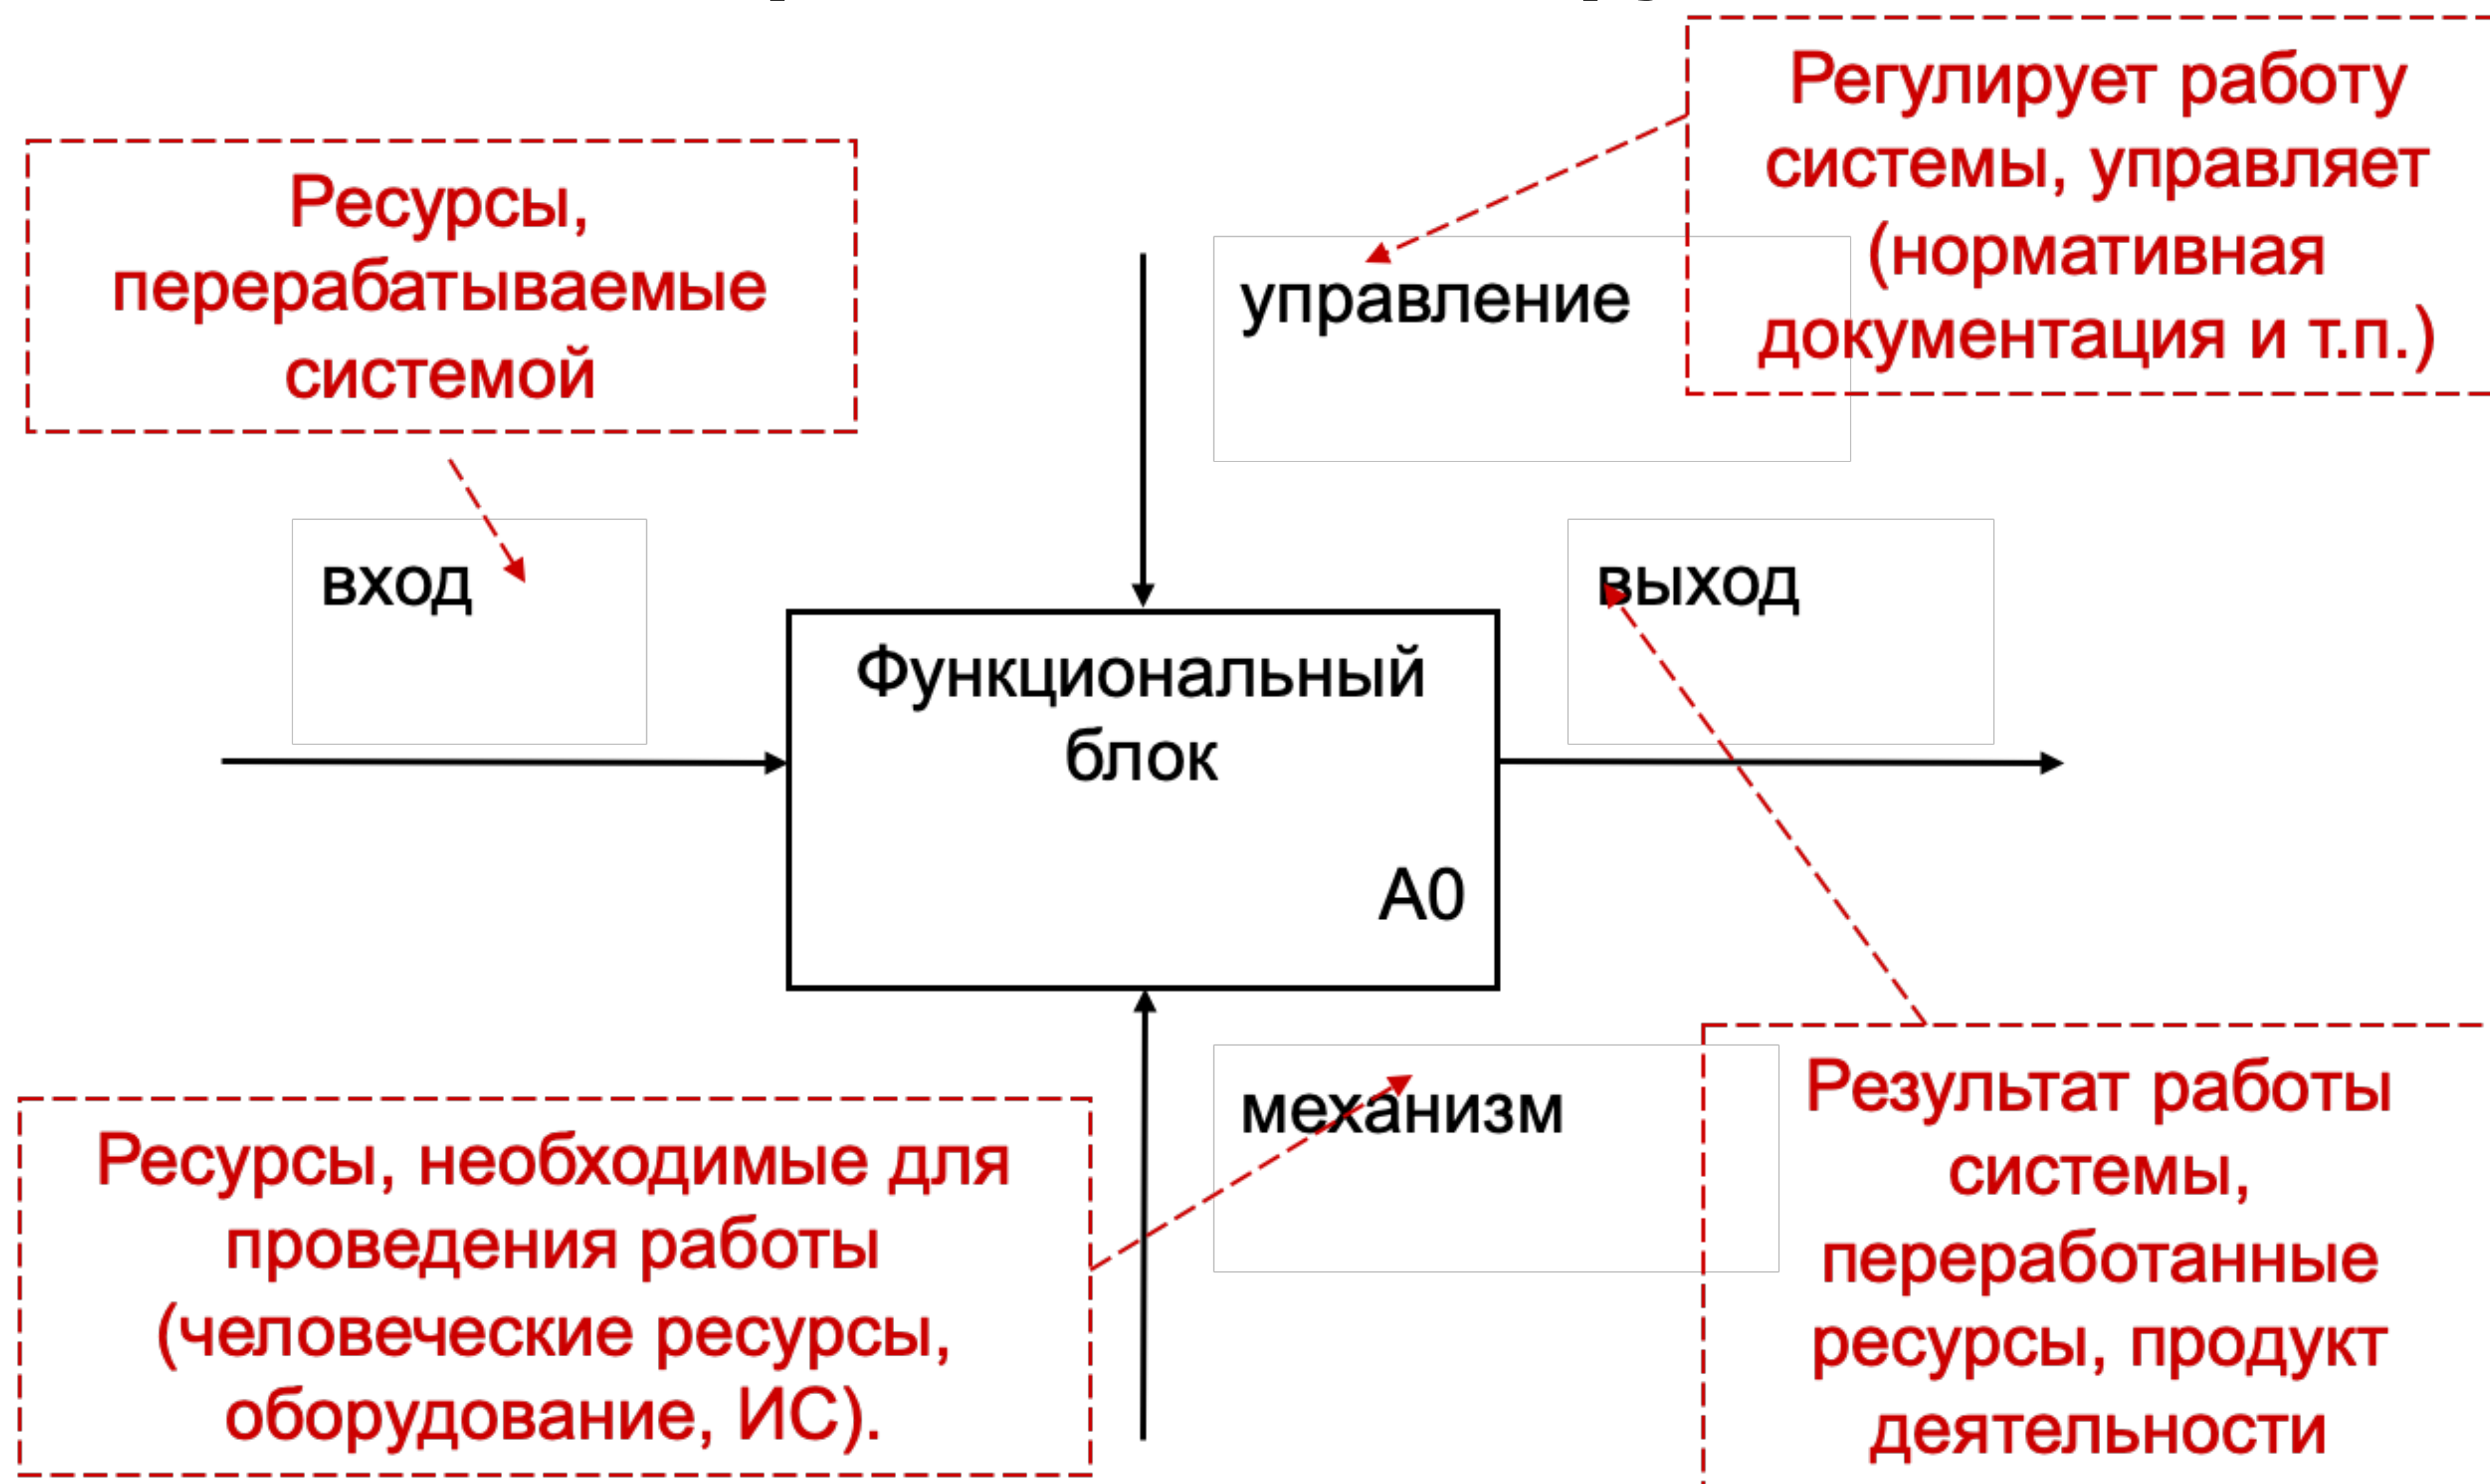 Регулирует работу
системы, управляет
(нормативная
документация и т.п.)
Ресурсы,
перерабатываемые
системой
управление
вход
выход
Функциональный
блок
А0
механизм
Ресурсы, необходимые для
проведения работы
(человеческие ресурсы,
оборудование, ИС).
Результат работы
системы,
переработанные
ресурсы, продукт
деятельности